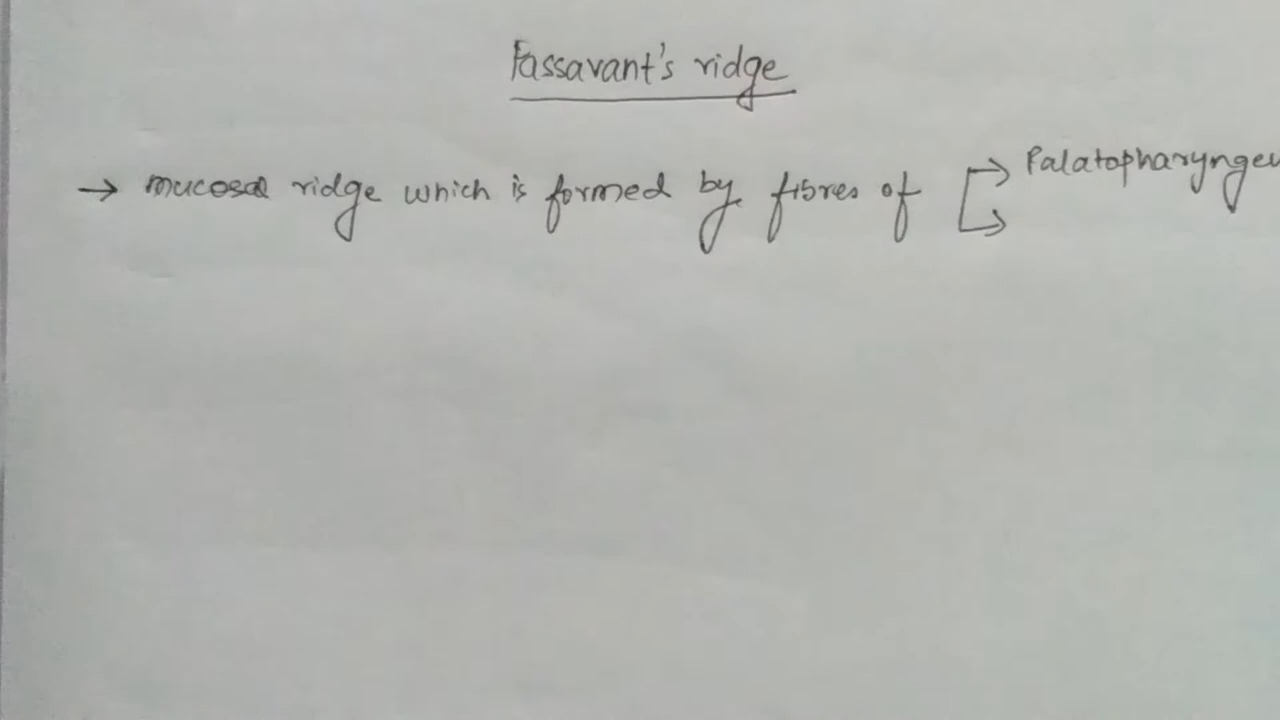 Passavant's ridge
→ mucosal ridge which is formed by fibres of → Palatopharyngeu